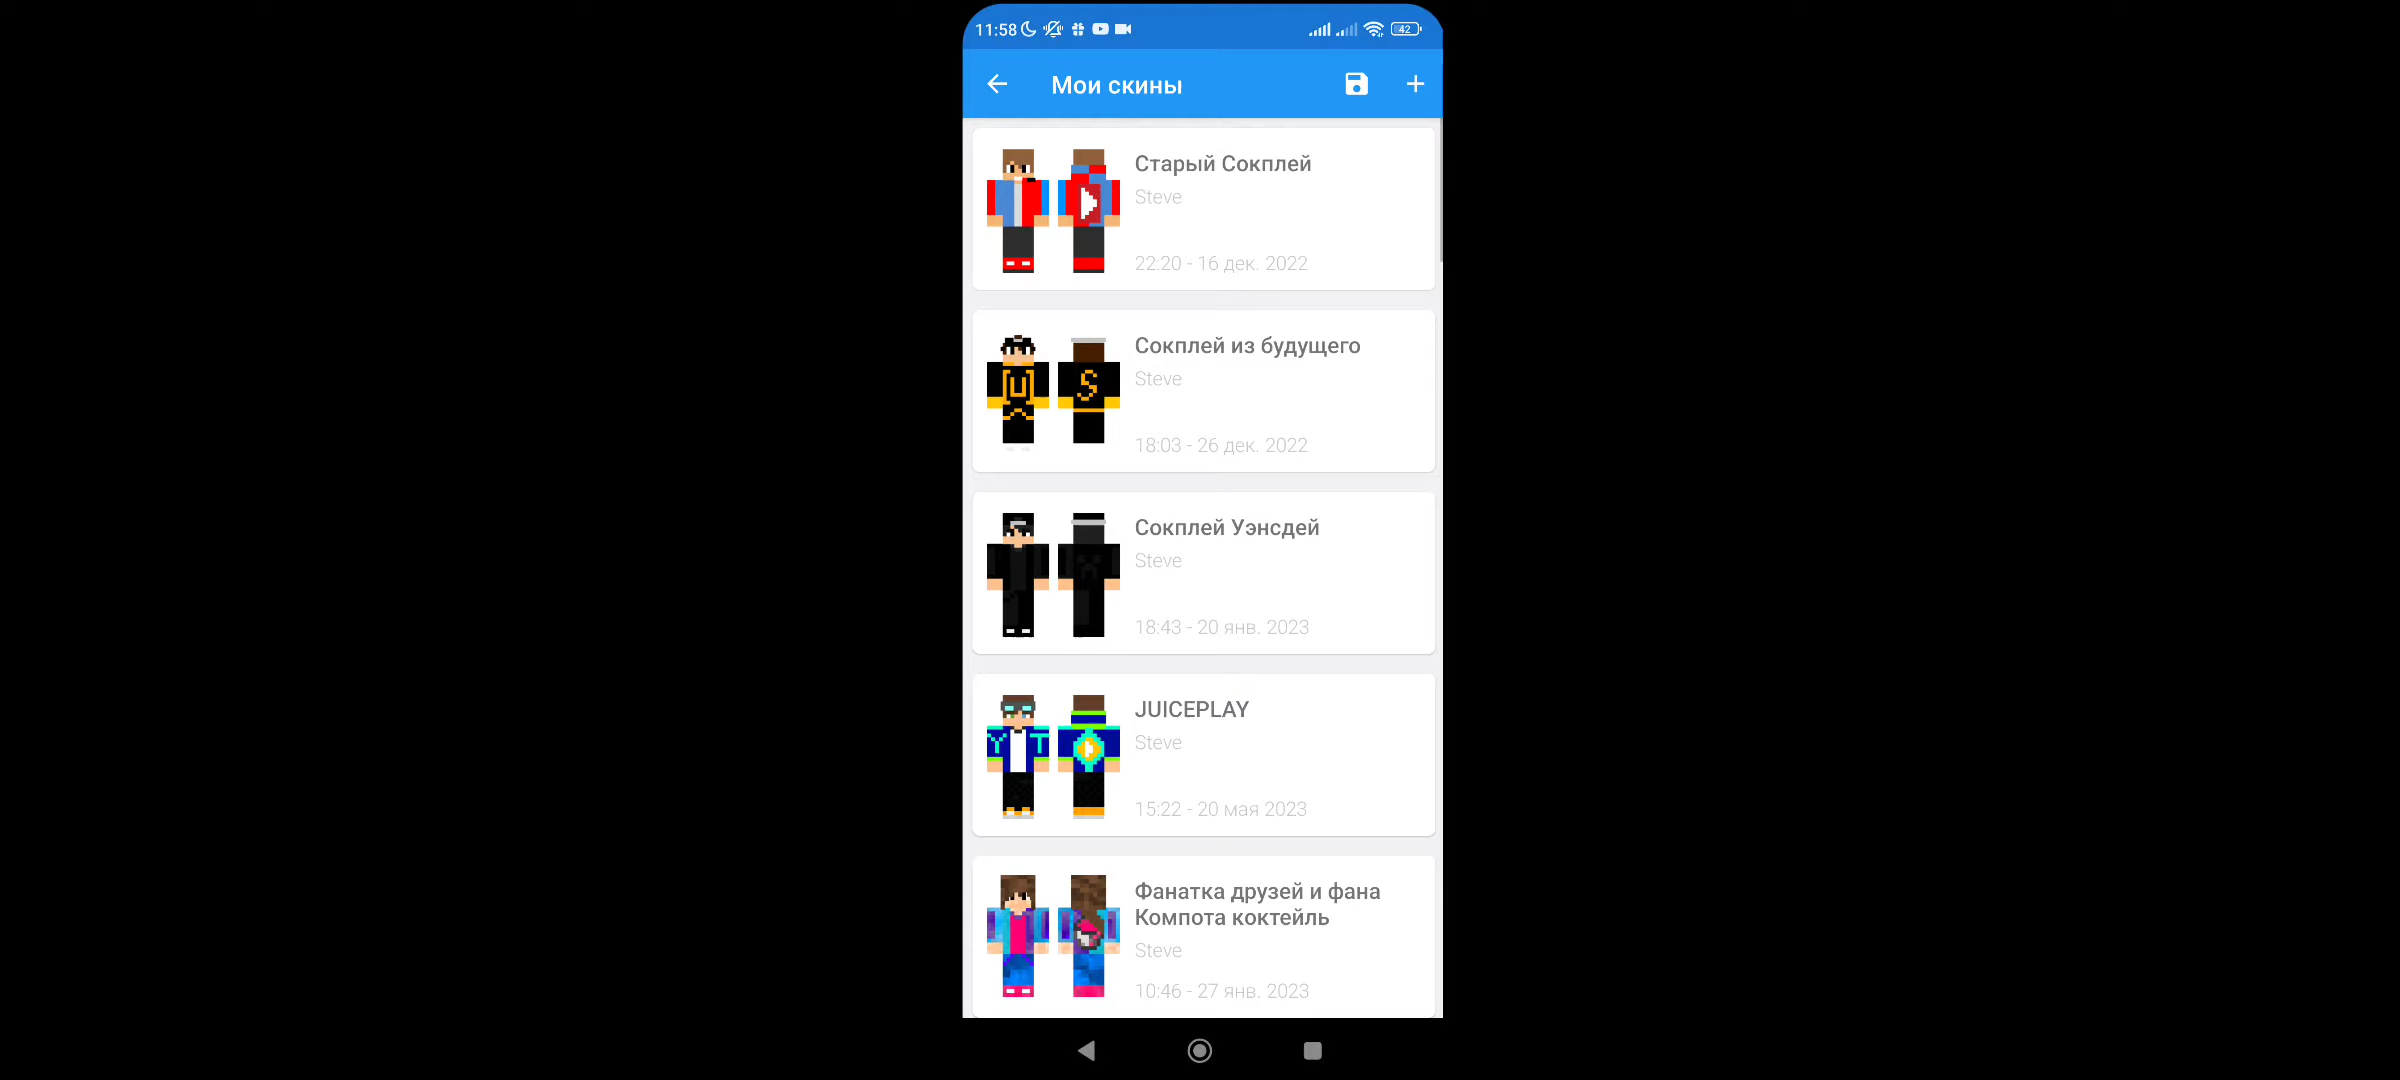 11:58
42
Мои скины
Старый Сокплей
Steve
22:20 - 16 дек. 2022
U
S
Сокплей из будущего
Steve
18:03 - 26 дек. 2022
Сокплей Уэнсдей
Steve
18:43 - 20 янв. 2023
Y T
JUICEPLAY
Steve
15:22 - 20 мая 2023
Фанатка друзей и фана
Компота коктейль
Steve
10:46 - 27 янв. 2023